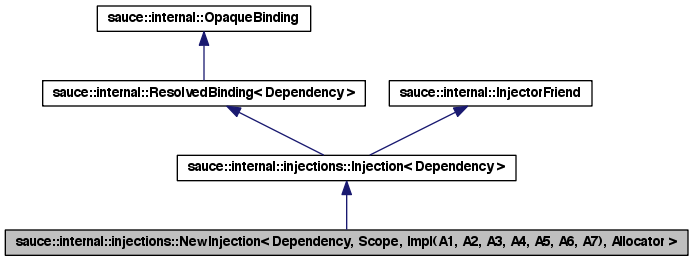 sauce::internal::OpaqueBinding
sauce::internal::ResolvedBinding< Dependency >
sauce::internal::InjectorFriend
sauce::internal::injections::Injection< Dependency >
sauce::internal::injections::NewInjection< Dependency, Scope, Impl(A1, A2, A3, A4, A5, A6, A7), Allocator >